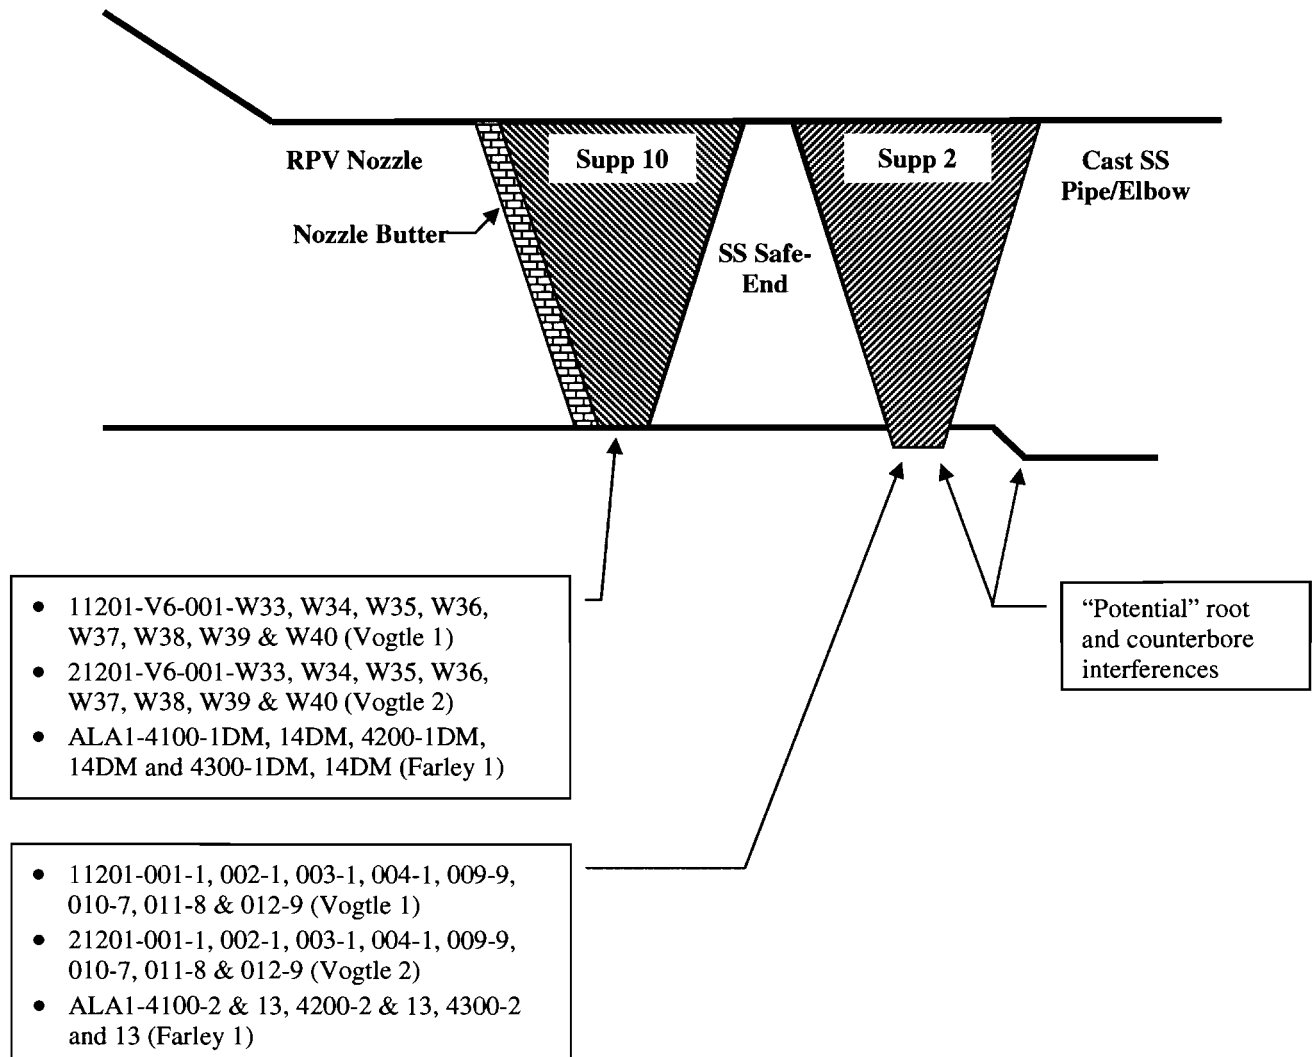 RPV Nozzle
Supp 10
Supp 2
Cast SS
Pipe/Elbow
Nozzle Butter
SS Safe-
End
• 11201-V6-001-W33, W34, W35, W36,
W37, W38, W39 & W40 (Vogtle 1)
• 21201-V6-001-W33, W34, W35, W36,
W37, W38, W39 & W40 (Vogtle 2)
• ALA1-4100-1DM, 14DM, 4200-1DM,
14DM and 4300-1DM, 14DM (Farley 1)
“Potential” root
and counterbore
interferences
• 11201-001-1, 002-1, 003-1, 004-1, 009-9,
010-7, 011-8 & 012-9 (Vogtle 1)
• 21201-001-1, 002-1, 003-1, 004-1, 009-9,
010-7, 011-8 & 012-9 (Vogtle 2)
• ALA1-4100-2 & 13, 4200-2 & 13, 4300-2
and 13 (Farley 1)